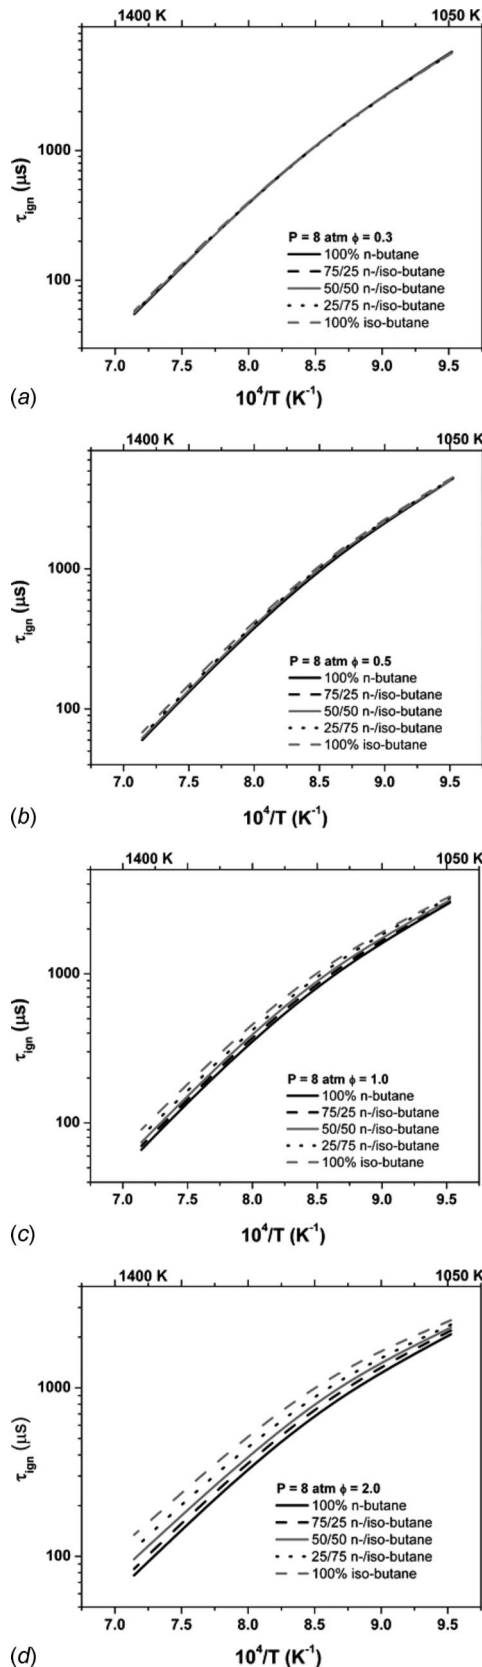 1400 K 1050 K
1000
100
τign (μs)
P = 8 atm ϕ = 0.3
100% n-butane
75/25 n-/iso-butane
50/50 n-/iso-butane
25/75 n-/iso-butane
100% iso-butane
7.0 7.5 8.0 8.5 9.0 9.5
(a) 10⁴/T (K⁻¹)
1400 K 1050 K
1000
100
τign (μs)
P = 8 atm ϕ = 0.5
100% n-butane
75/25 n-/iso-butane
50/50 n-/iso-butane
25/75 n-/iso-butane
100% iso-butane
7.0 7.5 8.0 8.5 9.0 9.5
(b) 10⁴/T (K⁻¹)
1400 K 1050 K
1000
100
τign (μs)
P = 8 atm ϕ = 1.0
100% n-butane
75/25 n-/iso-butane
50/50 n-/iso-butane
25/75 n-/iso-butane
100% iso-butane
7.0 7.5 8.0 8.5 9.0 9.5
(c) 10⁴/T (K⁻¹)
1400 K 1050 K
1000
100
τign (μs)
P = 8 atm ϕ = 2.0
100% n-butane
75/25 n-/iso-butane
50/50 n-/iso-butane
25/75 n-/iso-butane
100% iso-butane
7.0 7.5 8.0 8.5 9.0 9.5
(d) 10⁴/T (K⁻¹)